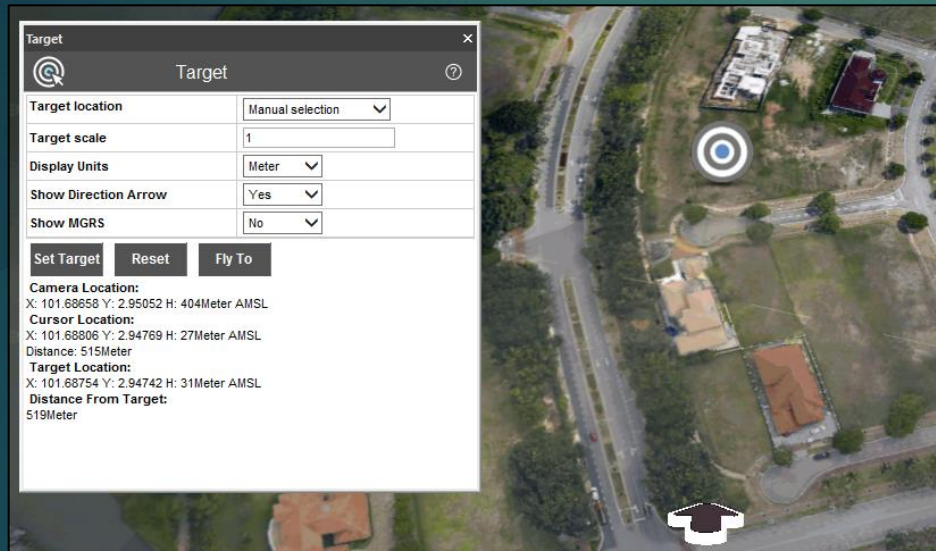 Target
Target
Target location Manual selection
Target scale 1
Display Units Meter
Show Direction Arrow Yes
Show MGRS No
Set Target Reset Fly To
Camera Location:
X: 101.68658 Y: 2.95052 H: 404Meter AMSL
Cursor Location:
X: 101.68806 Y: 2.94769 H: 27Meter AMSL
Distance: 515Meter
Target Location:
X: 101.68754 Y: 2.94742 H: 31Meter AMSL
Distance From Target:
519Meter